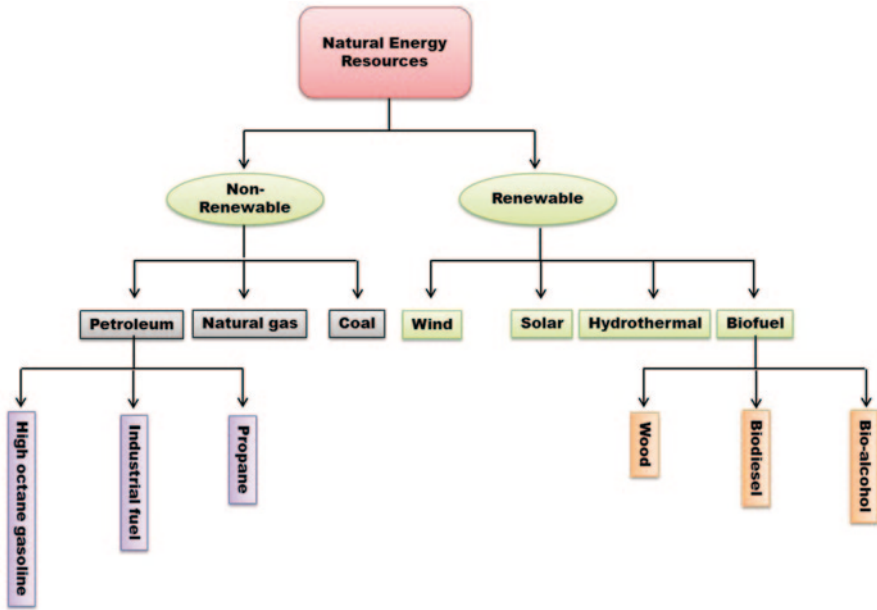 Natural Energy
Resources
Non-
Renewable
Renewable
Petroleum
Natural gas
Coal
Wind
Solar
Hydrothermal
Biofuel
High octane gasoline
Industrial fuel
Propane
Wood
Biodiesel
Bio-alcohol